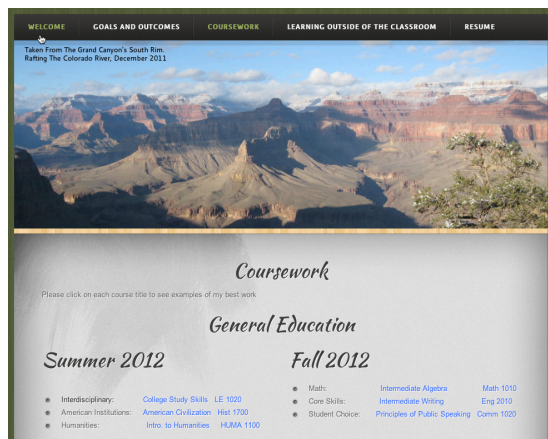 WELCOME GOALS AND OUTCOMES COURSEWORK LEARNING OUTSIDE OF THE CLASSROOM RESUME
Taken From The Grand Canyon's South Rim.
Rafting The Colorado River, December 2011
Coursework
Please click on each course title to see examples of my best work
General Education
Summer 2012
Interdisciplinary: College Study Skills LE 1020
American Institutions: American Civilization Hist 1700
Humanities: Intro. to Humanities HUMA 1100
Fall 2012
Math: Intermediate Algebra Math 1010
Core Skills: Intermediate Writing Eng 2010
Student Choice: Principles of Public Speaking Comm 1020